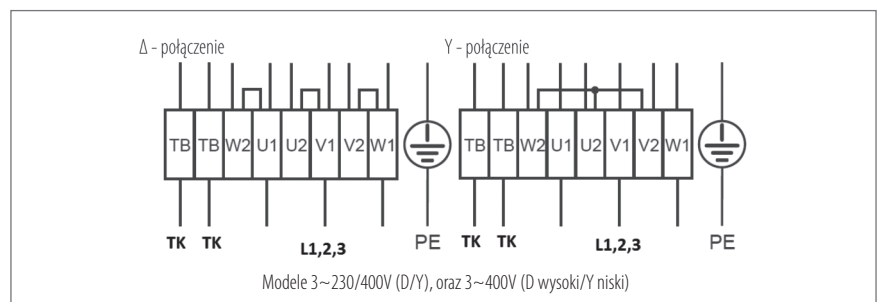 Δ - połączenie Y - połączenie
TB TB W2 U1 U2 V1 V2 W1 TB TB W2 U1 U2 V1 V2 W1
TK TK L1,2,3 PE TK TK L1,2,3 PE
Modele 3~230/400V (D/Y), oraz 3~400V (D wysoki/Y niski)